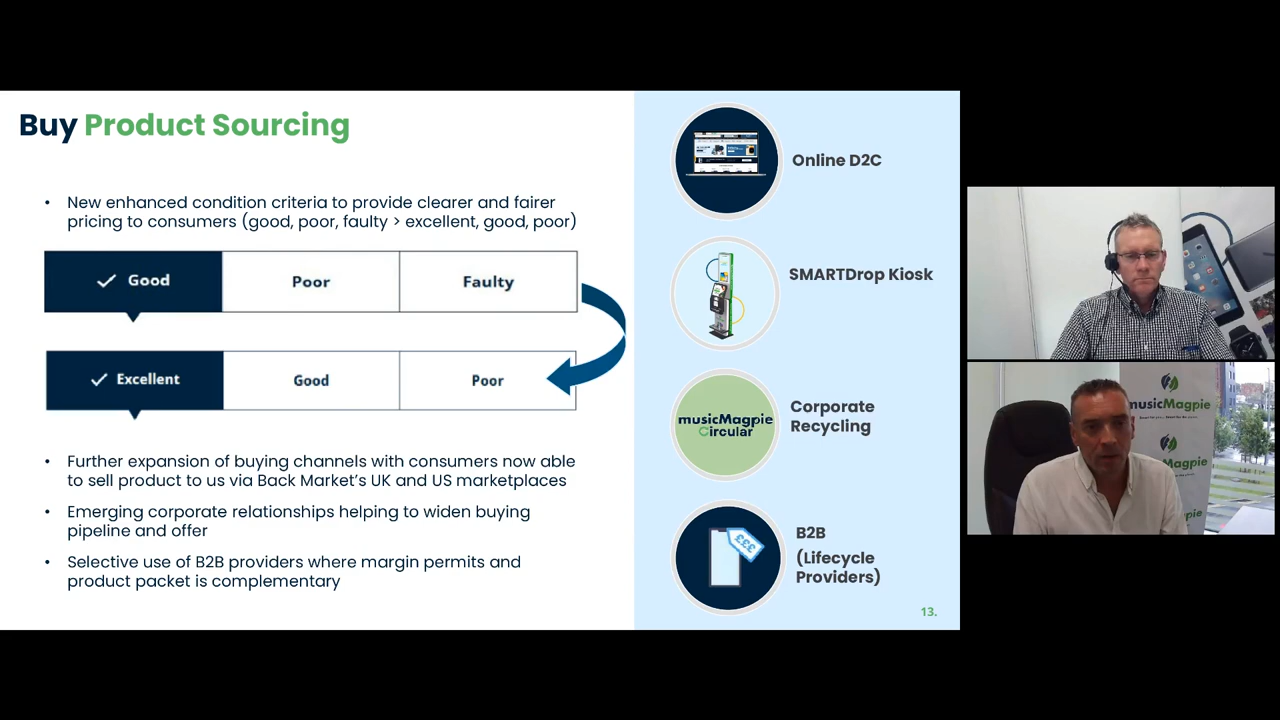 Buy Product Sourcing
• New enhanced condition criteria to provide clearer and fairer
pricing to consumers (good, poor, faulty > excellent, good, poor)
Good
Poor
Faulty
Excellent
Good
Poor
• Further expansion of buying channels with consumers now able
to sell product to us via Back Market’s UK and US marketplaces
• Emerging corporate relationships helping to widen buying
pipeline and offer
• Selective use of B2B providers where margin permits and
product packet is complementary
Online D2C
SMARTDrop Kiosk
musicMagpie
Circular
Corporate
Recycling
£££
B2B
(Lifecycle
Providers)
13.
musicMagpie
Magpie